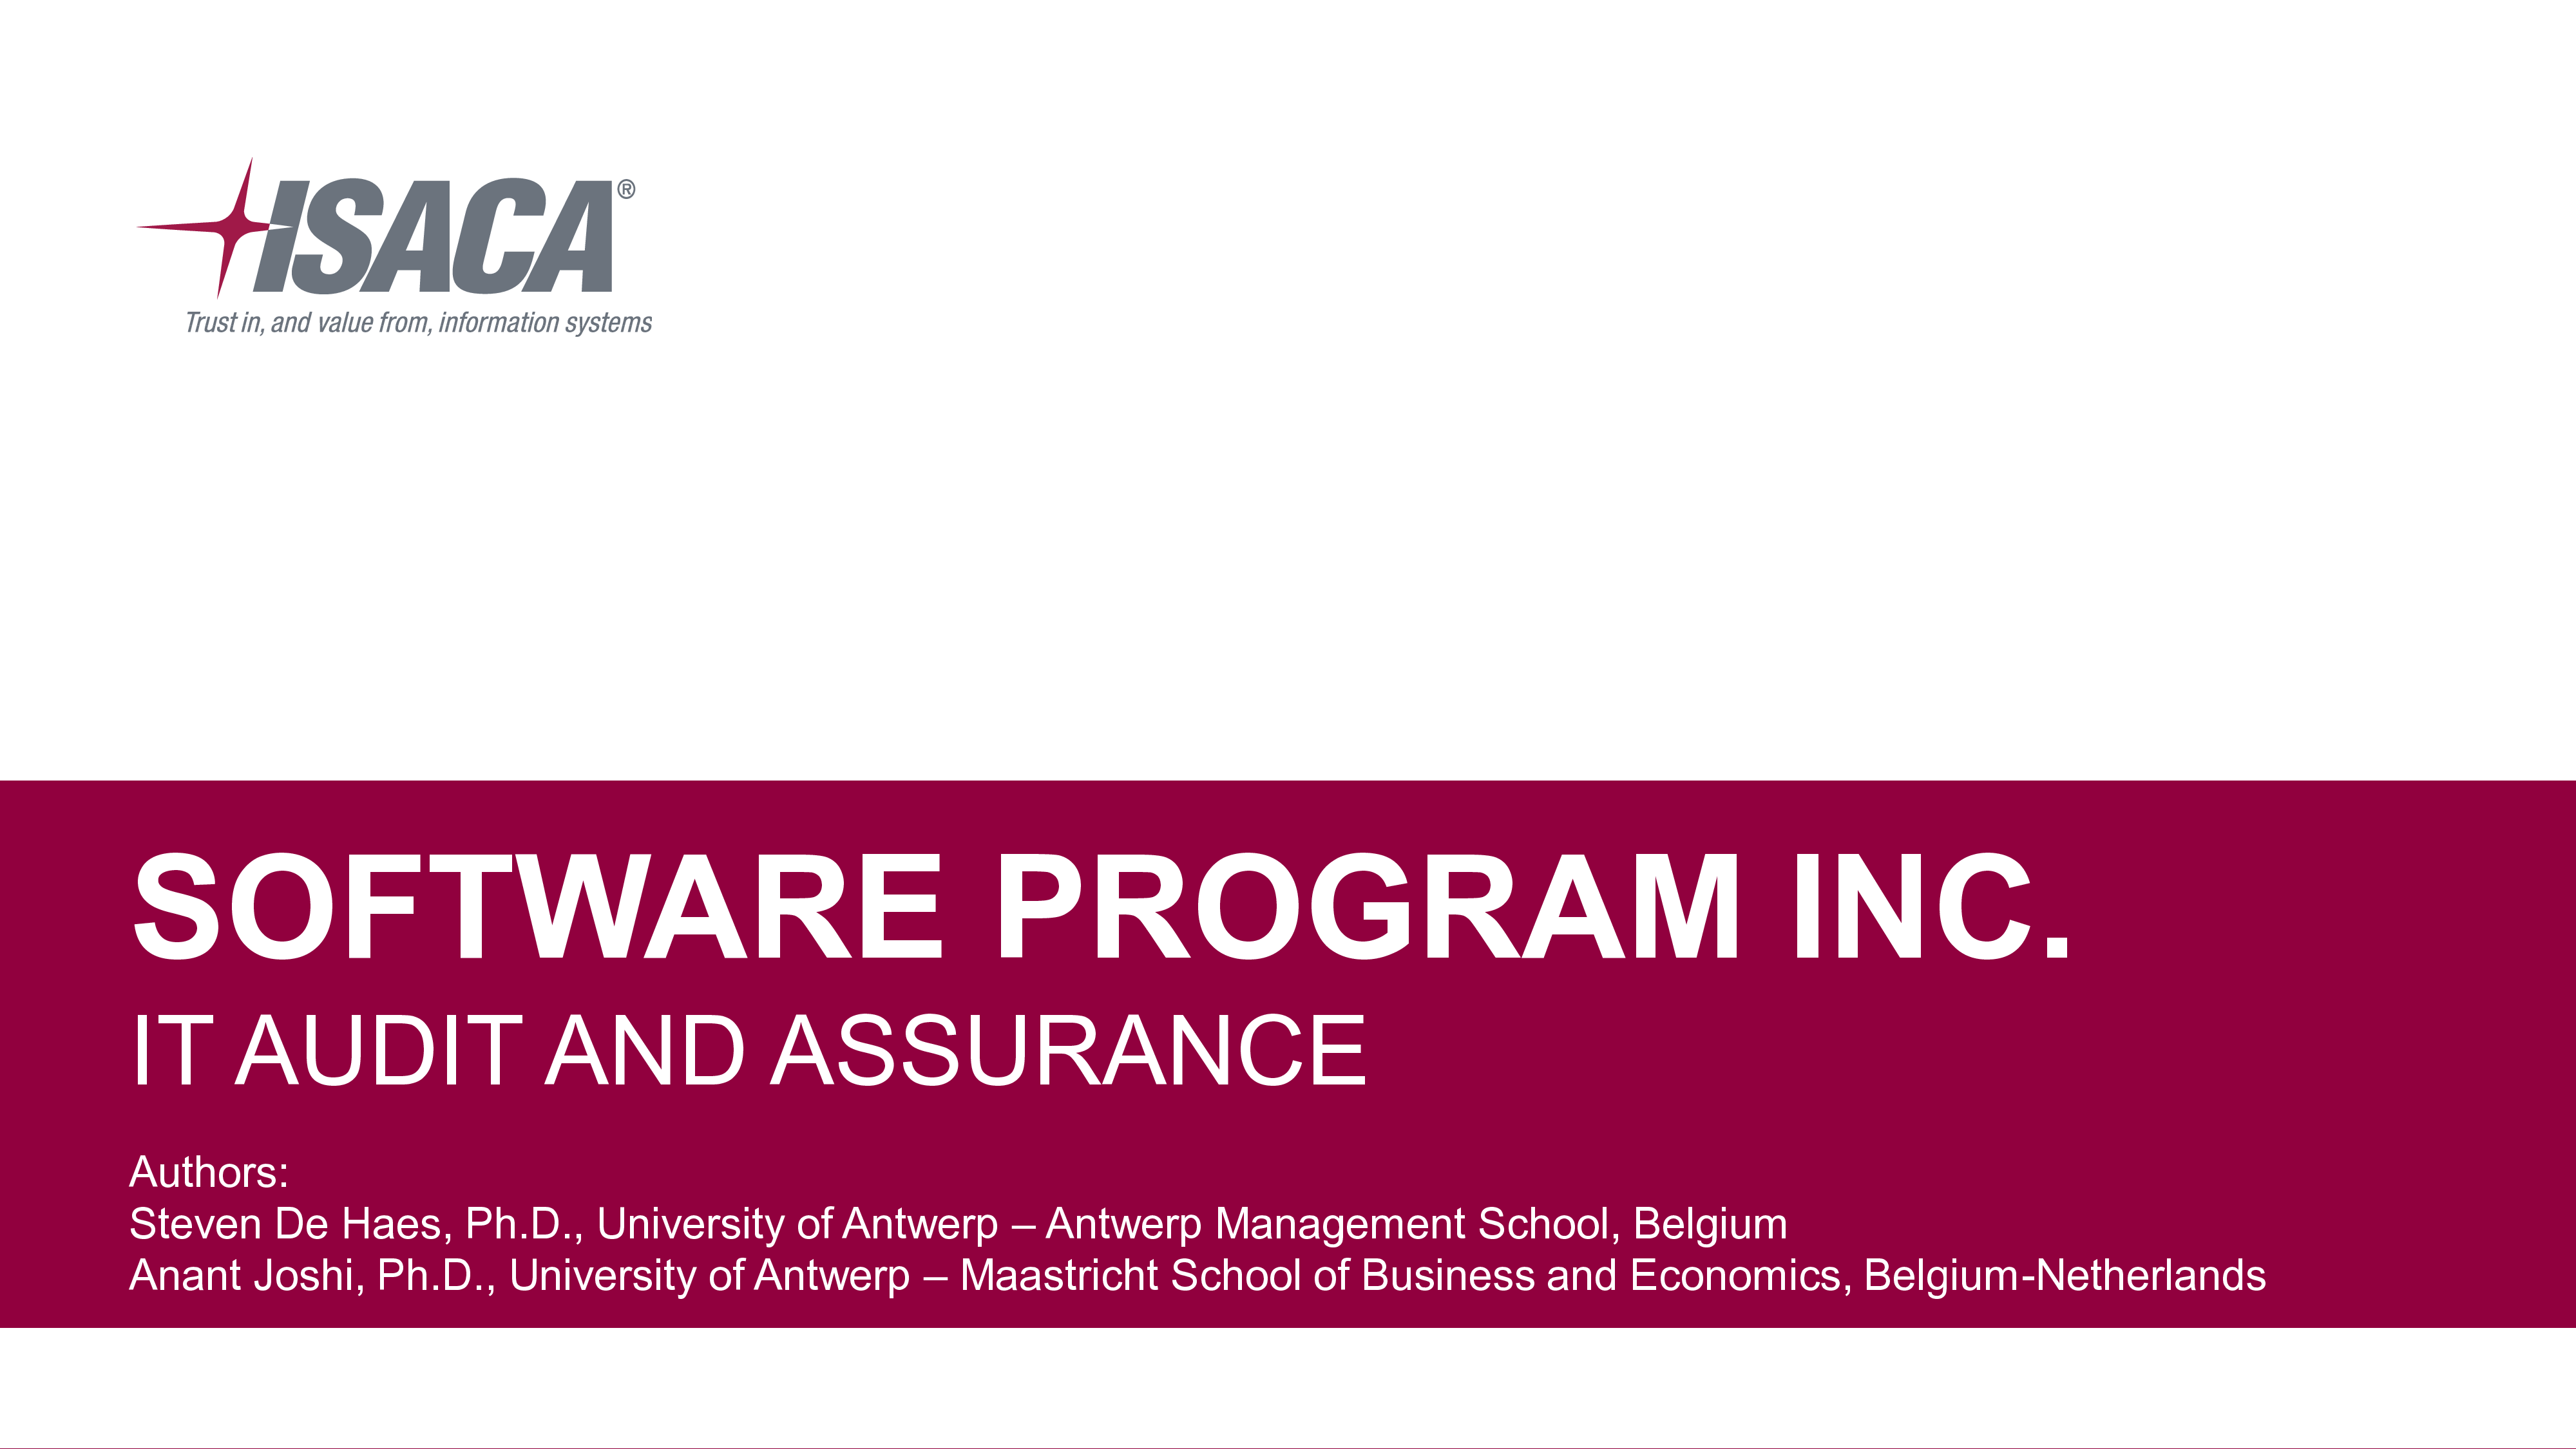 ISACA®
Trust in, and value from, information systems
SOFTWARE PROGRAM INC.
IT AUDIT AND ASSURANCE
Authors:
Steven De Haes, Ph.D., University of Antwerp – Antwerp Management School, Belgium
Anant Joshi, Ph.D., University of Antwerp – Maastricht School of Business and Economics, Belgium-Netherlands